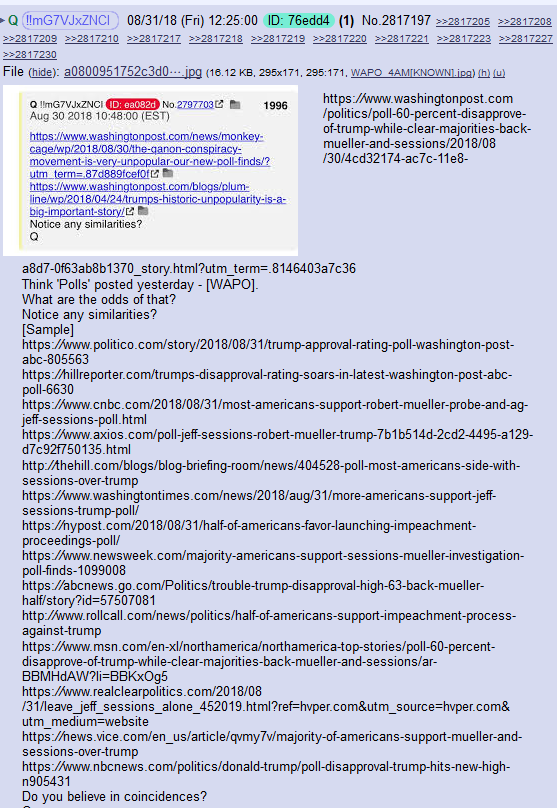 Q !!mG7VJxZNCI 08/31/18 (Fri) 12:25:00 ID: 76edd4 (1) No.2817197 >>2817205 >>2817208
>>2817209 >>2817210 >>2817217 >>2817218 >>2817219 >>2817220 >>2817221 >>2817223 >>2817227
>>2817230
File (hide): a0800951752c3d0⋯.jpg (16.12 KB, 295x171, 295:171, WAPO_4AM[KNOWN].jpg) (h) (u)
Q !!mG7VJxZNCI ID: ea082d No.2797703 1996
Aug 30 2018 10:48:00 (EST)
https://www.washingtonpost.com/news/monkey-
cage/wp/2018/08/30/the-qanon-conspiracy-
movement-is-very-unpopular-our-new-poll-finds/?
utm_term=.87d889fcef0f
https://www.washingtonpost.com/blogs/plum-
line/wp/2018/04/24/trumps-historic-unpopularity-is-a-
big-important-story/
Notice any similarities?
Q
https://www.washingtonpost.com
/politics/poll-60-percent-disapprove-
of-trump-while-clear-majorities-back-
mueller-and-sessions/2018/08
/30/4cd32174-ac7c-11e8-
a8d7-0f63ab8b1370_story.html?utm_term=.8146403a7c36
Think 'Polls' posted yesterday - [WAPO].
What are the odds of that?
Notice any similarities?
[Sample]
https://www.politico.com/story/2018/08/31/trump-approval-rating-poll-washington-post-
abc-805563
https://hillreporter.com/trumps-disapproval-rating-soars-in-latest-washington-post-abc-
poll-6630
https://www.cnbc.com/2018/08/31/most-americans-support-robert-mueller-probe-and-ag-
jeff-sessions-poll.html
https://www.axios.com/poll-jeff-sessions-robert-mueller-trump-7b1b514d-2cd2-4495-a129-
d7c92f750135.html
http://thehill.com/blogs/blog-briefing-room/news/404528-poll-most-americans-side-with-
sessions-over-trump
https://www.washingtontimes.com/news/2018/aug/31/more-americans-support-jeff-
sessions-trump-poll/
https://nypost.com/2018/08/31/half-of-americans-favor-launching-impeachment-
proceedings-poll/
https://www.newsweek.com/majority-americans-support-sessions-mueller-investigation-
poll-finds-1099008
https://abcnews.go.com/Politics/trouble-trump-disapproval-high-63-back-mueller-
half/story?id=57507081
http://www.rollcall.com/news/politics/half-of-americans-support-impeachment-process-
against-trump
https://www.msn.com/en-xl/northamerica/northamerica-top-stories/poll-60-percent-
disapprove-of-trump-while-clear-majorities-back-mueller-and-sessions/ar-
BBMHdAW?li=BBKxOg5
https://www.realclearpolitics.com/2018/08
/31/leave_jeff_sessions_alone_452019.html?ref=hvper.com&utm_source=hvper.com&
utm_medium=website
https://news.vice.com/en_us/article/qvmy7v/majority-of-americans-support-mueller-and-
sessions-over-trump
https://www.nbcnews.com/politics/donald-trump/poll-disapproval-trump-hits-new-high-
n905431
Do you believe in coincidences?